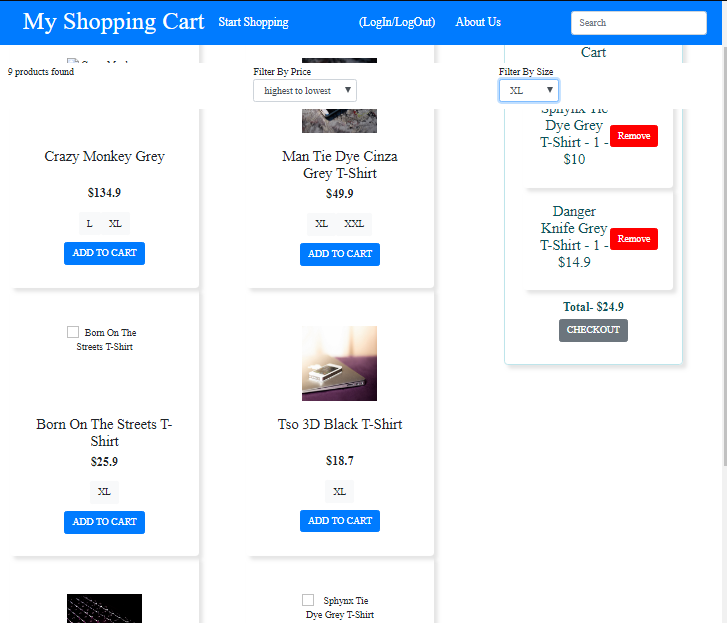 My Shopping Cart
Start Shopping
(LogIn/LogOut)
About Us
Search
Cart
9 products found
Filter By Price
highest to lowest
Filter By Size
XL
Crazy Monkey Grey
$134.9
L XL
ADD TO CART
Man Tie Dye Cinza
Grey T-Shirt
$49.9
XL XXL
ADD TO CART
Sphynx Tie
Dye Grey
T-Shirt - 1 -
$10
Remove
Danger
Knife Grey
T-Shirt - 1 -
$14.9
Remove
Total- $24.9
CHECKOUT
Born On The
Streets T-Shirt
Born On The Streets T-
Shirt
$25.9
XL
ADD TO CART
Tso 3D Black T-Shirt
$18.7
XL
ADD TO CART
Sphynx Tie
Dye Grey T-Shirt